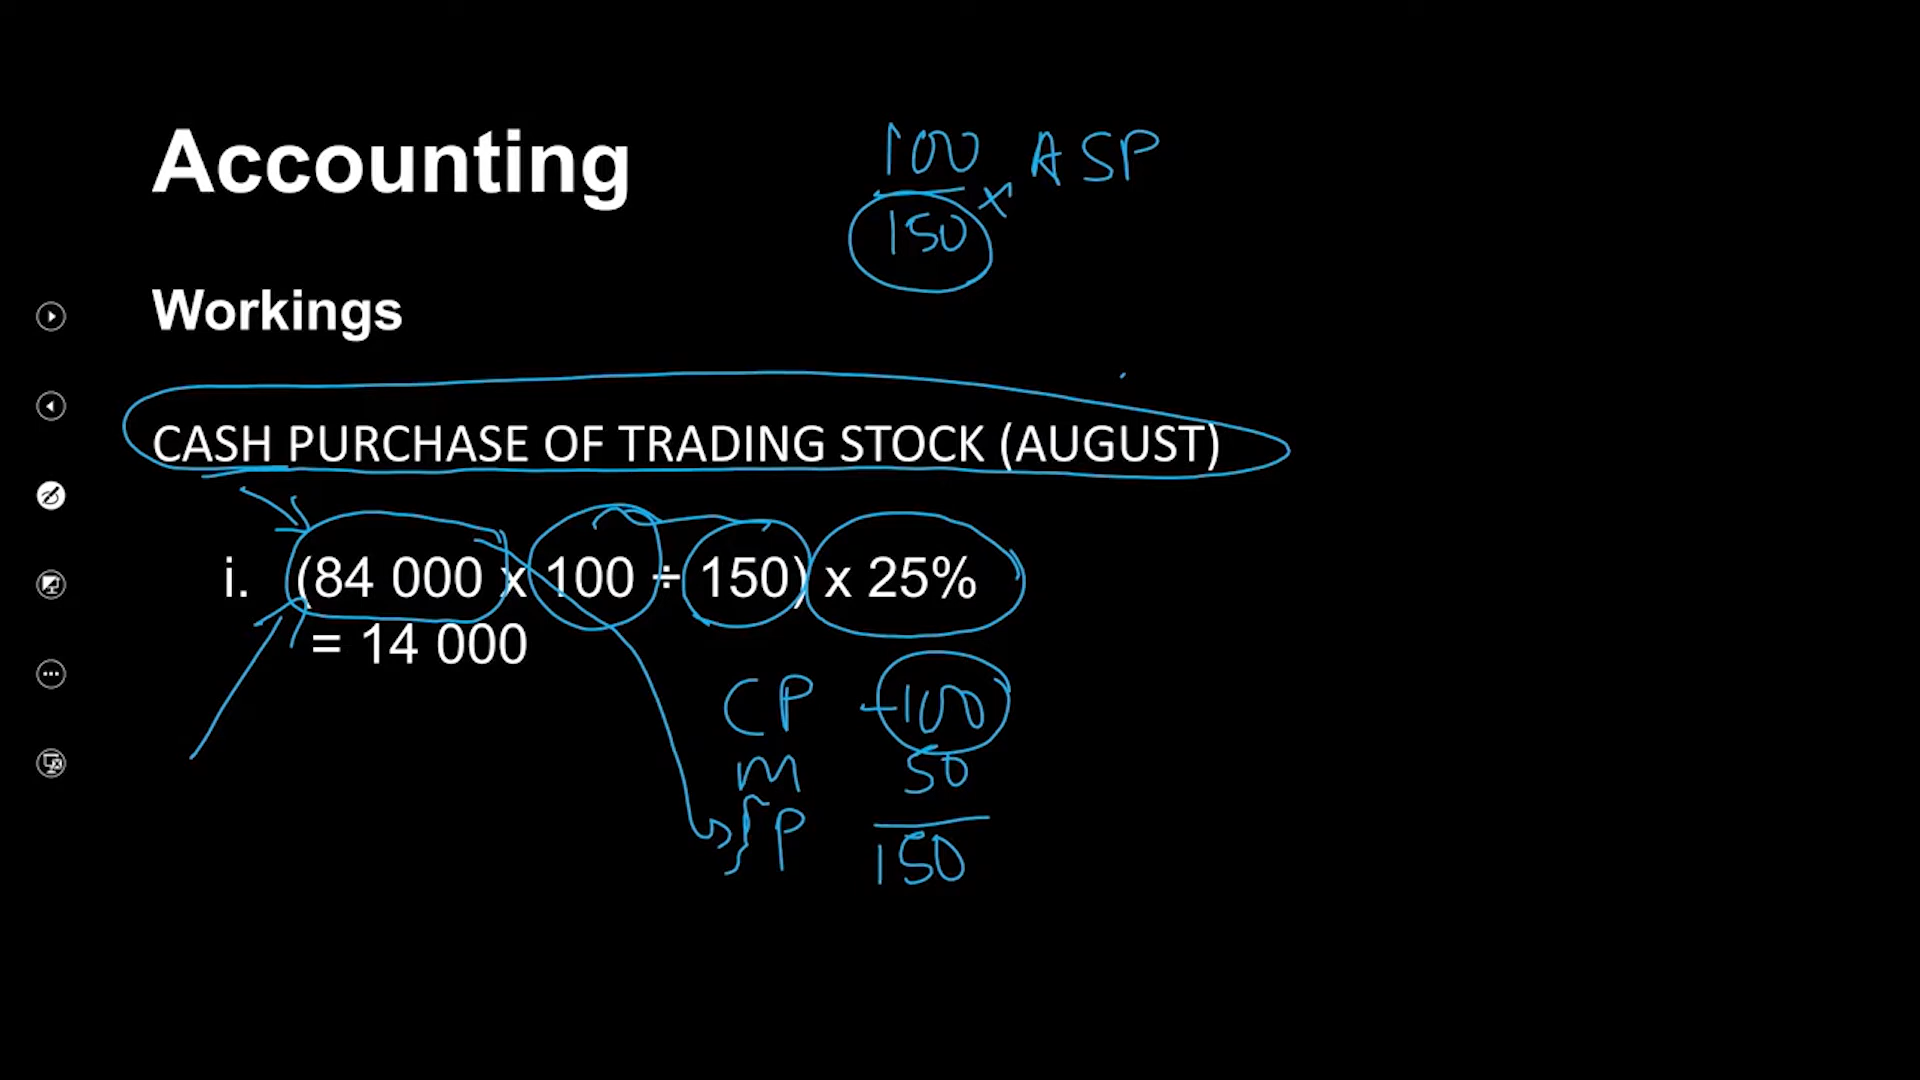 Accounting
100
150 x ASP
Workings
CASH PURCHASE OF TRADING STOCK (AUGUST)
i. (84 000 x 100 ÷ 150) x 25%
= 14 000
CP 100
M 50
SP 150